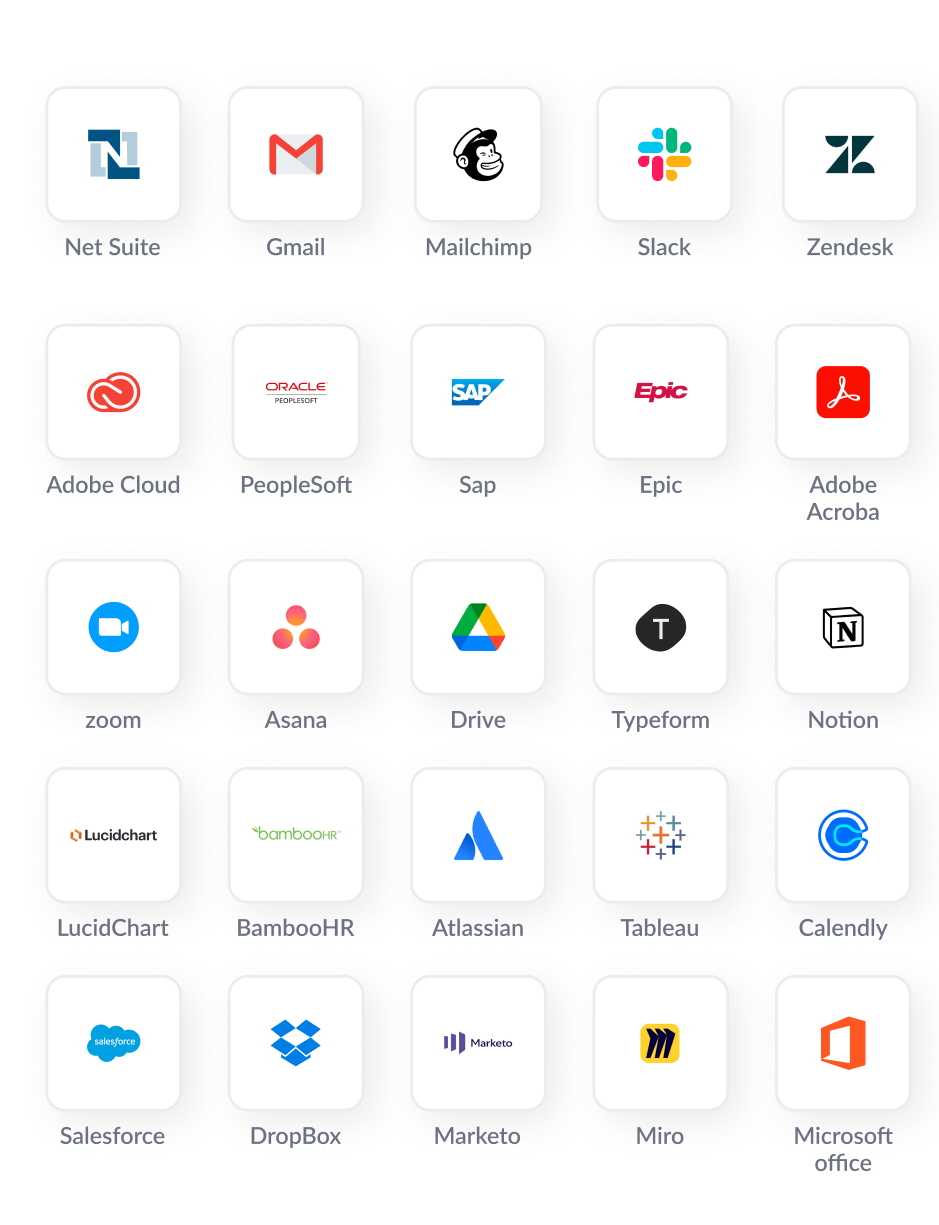 N
Net Suite
Gmail
Mailchimp
Slack
Zendesk
ORACLE
PEOPLESOFT
SAP
Epic
Adobe Cloud
PeopleSoft
Sap
Epic
Adobe
Acroba
T
N
zoom
Asana
Drive
Typeform
Notion
Lucidchart
bambooHR™
LucidChart
BambooHR
Atlassian
Tableau
Calendly
salesforce
Marketo
Salesforce
DropBox
Marketo
Miro
Microsoft
office